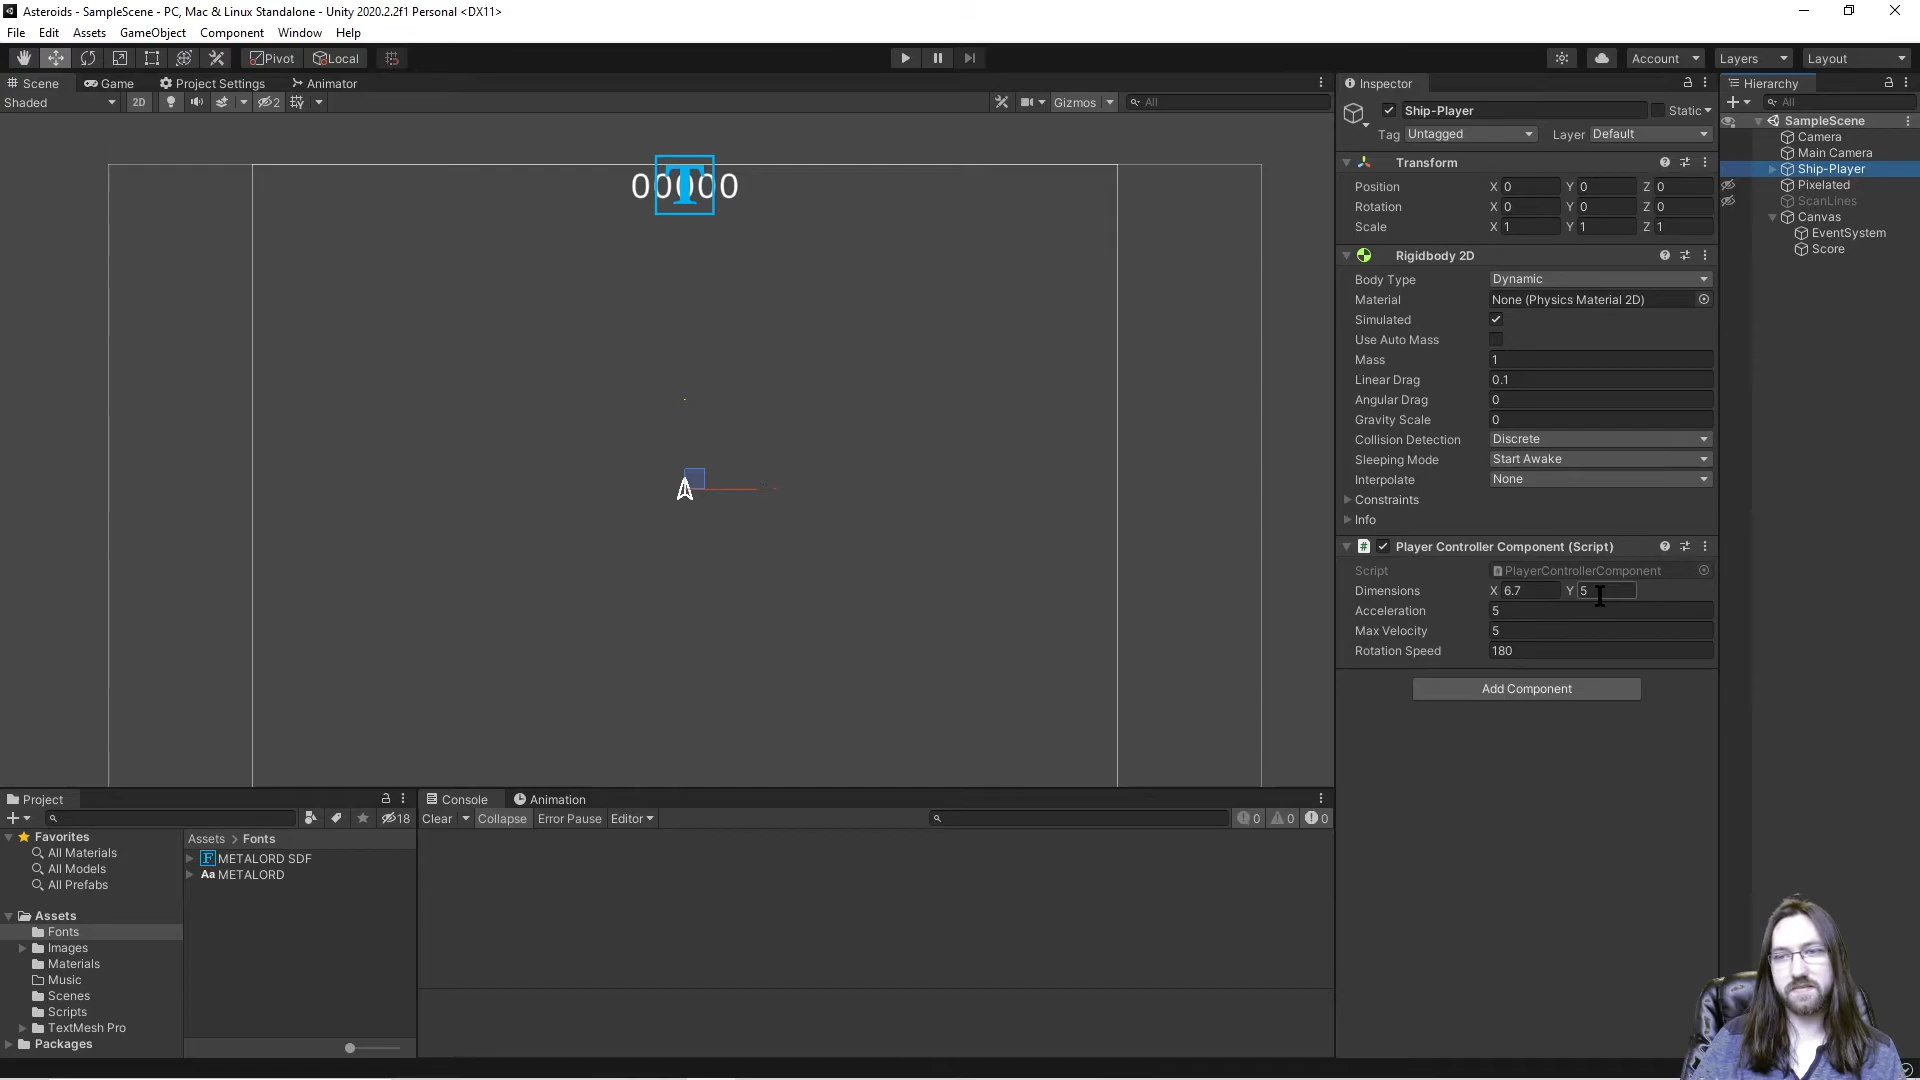 Asteroids - SampleScene - PC, Mac & Linux Standalone - Unity 2020.2.2f1 Personal <DX11>
File Edit Assets GameObject Component Window Help
Pivot Local Account Layers Layout
Scene Game Project Settings Animator
Shaded 2D 2 Gizmos All
00000
T
Inspector
Ship-Player Static
Tag Untagged Layer Default
Transform
Position X 0 Y 0 Z 0
Rotation X 0 Y 0 Z 0
Scale X 1 Y 1 Z 1
Rigidbody 2D
Body Type Dynamic
Material None (Physics Material 2D)
Simulated
Use Auto Mass
Mass 1
Linear Drag 0.1
Angular Drag 0
Gravity Scale 0
Collision Detection Discrete
Sleeping Mode Start Awake
Interpolate None
Constraints
Info
# Player Controller Component (Script)
Script PlayerControllerComponent
Dimensions X 6.7 Y 5
Acceleration 5
Max Velocity 5
Rotation Speed 180
Add Component
Hierarchy
All
SampleScene
Camera
Main Camera
Ship-Player
Pixelated
ScanLines
Canvas
EventSystem
Score
Project
18
Favorites
All Materials
All Models
All Prefabs
Assets
Fonts
Images
Materials
Music
Scenes
Scripts
TextMesh Pro
Packages
Assets > Fonts
F METALORD SDF
Aa METALORD
Console Animation
Clear Collapse Error Pause Editor 0 0 0